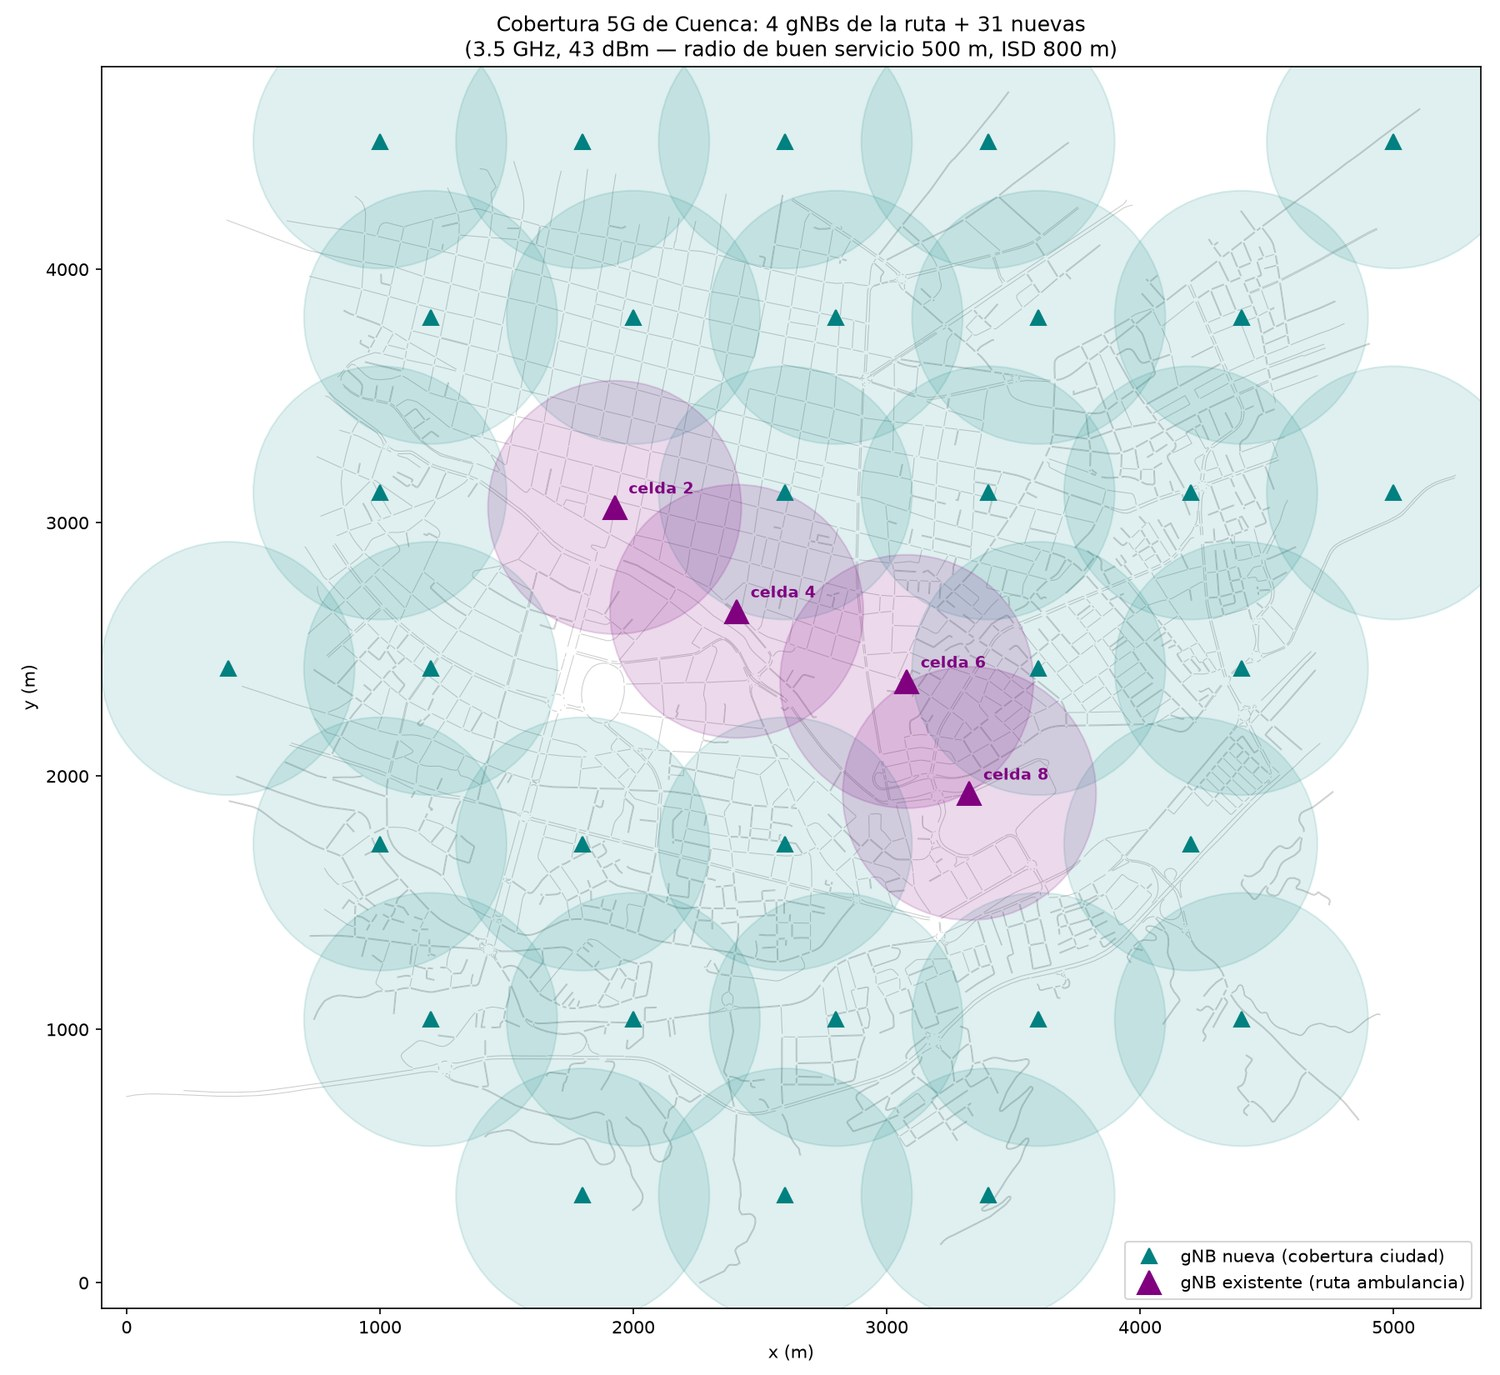 Cobertura 5G de Cuenca: 4 gNBs de la ruta + 31 nuevas
(3.5 GHz, 43 dBm — radio de buen servicio 500 m, ISD 800 m)
4000
3000
2000
1000
0
y (m)
celda 2
celda 4
celda 6
celda 8
gNB nueva (cobertura ciudad)
gNB existente (ruta ambulancia)
0
1000
2000
3000
4000
5000
x (m)